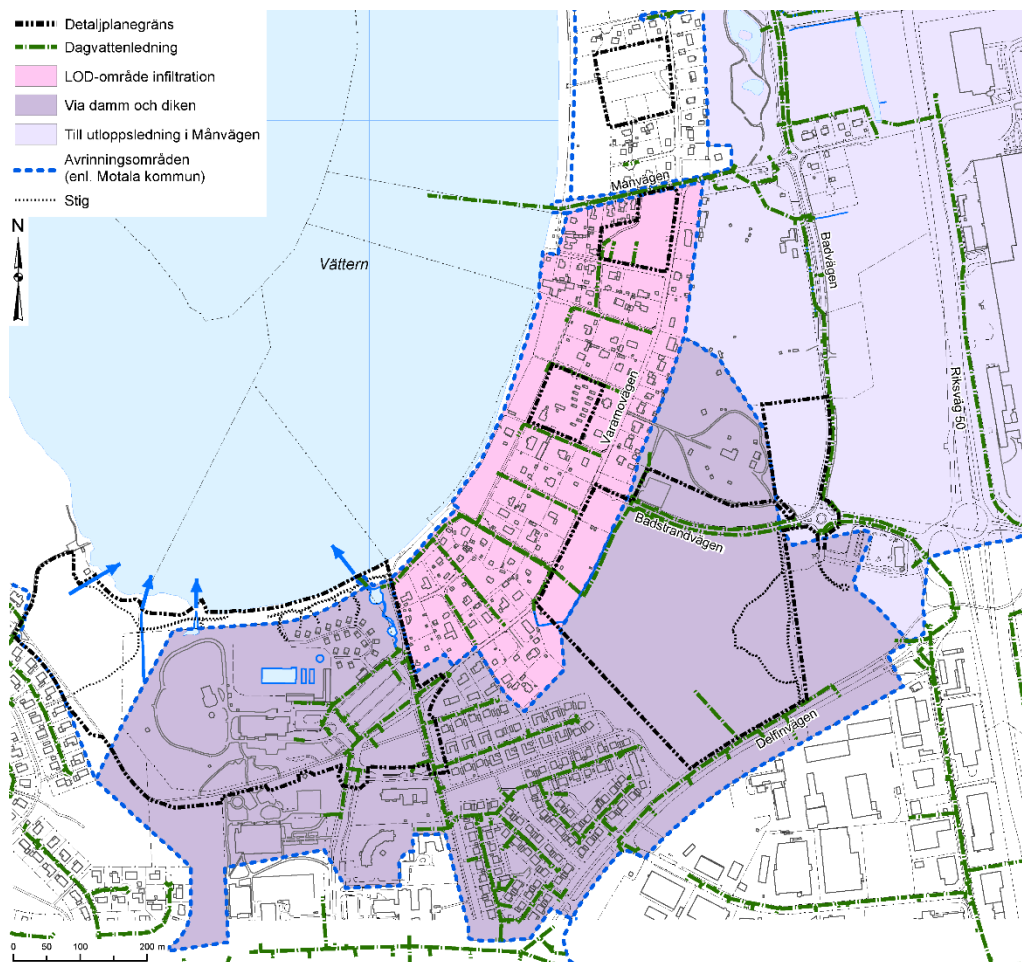 Detaljplanegräns
Dagvattenledning
LOD-område infiltration
Via damm och diken
Till utloppsledning i Månvägen
Avrinningsområden
(enl. Motala kommun)
Stig
N
Månvägen
Vättern
Badvägen
Riksväg 50
Varamovägen
Badstrandvägen
Delfinvägen
0 50 100 200 m